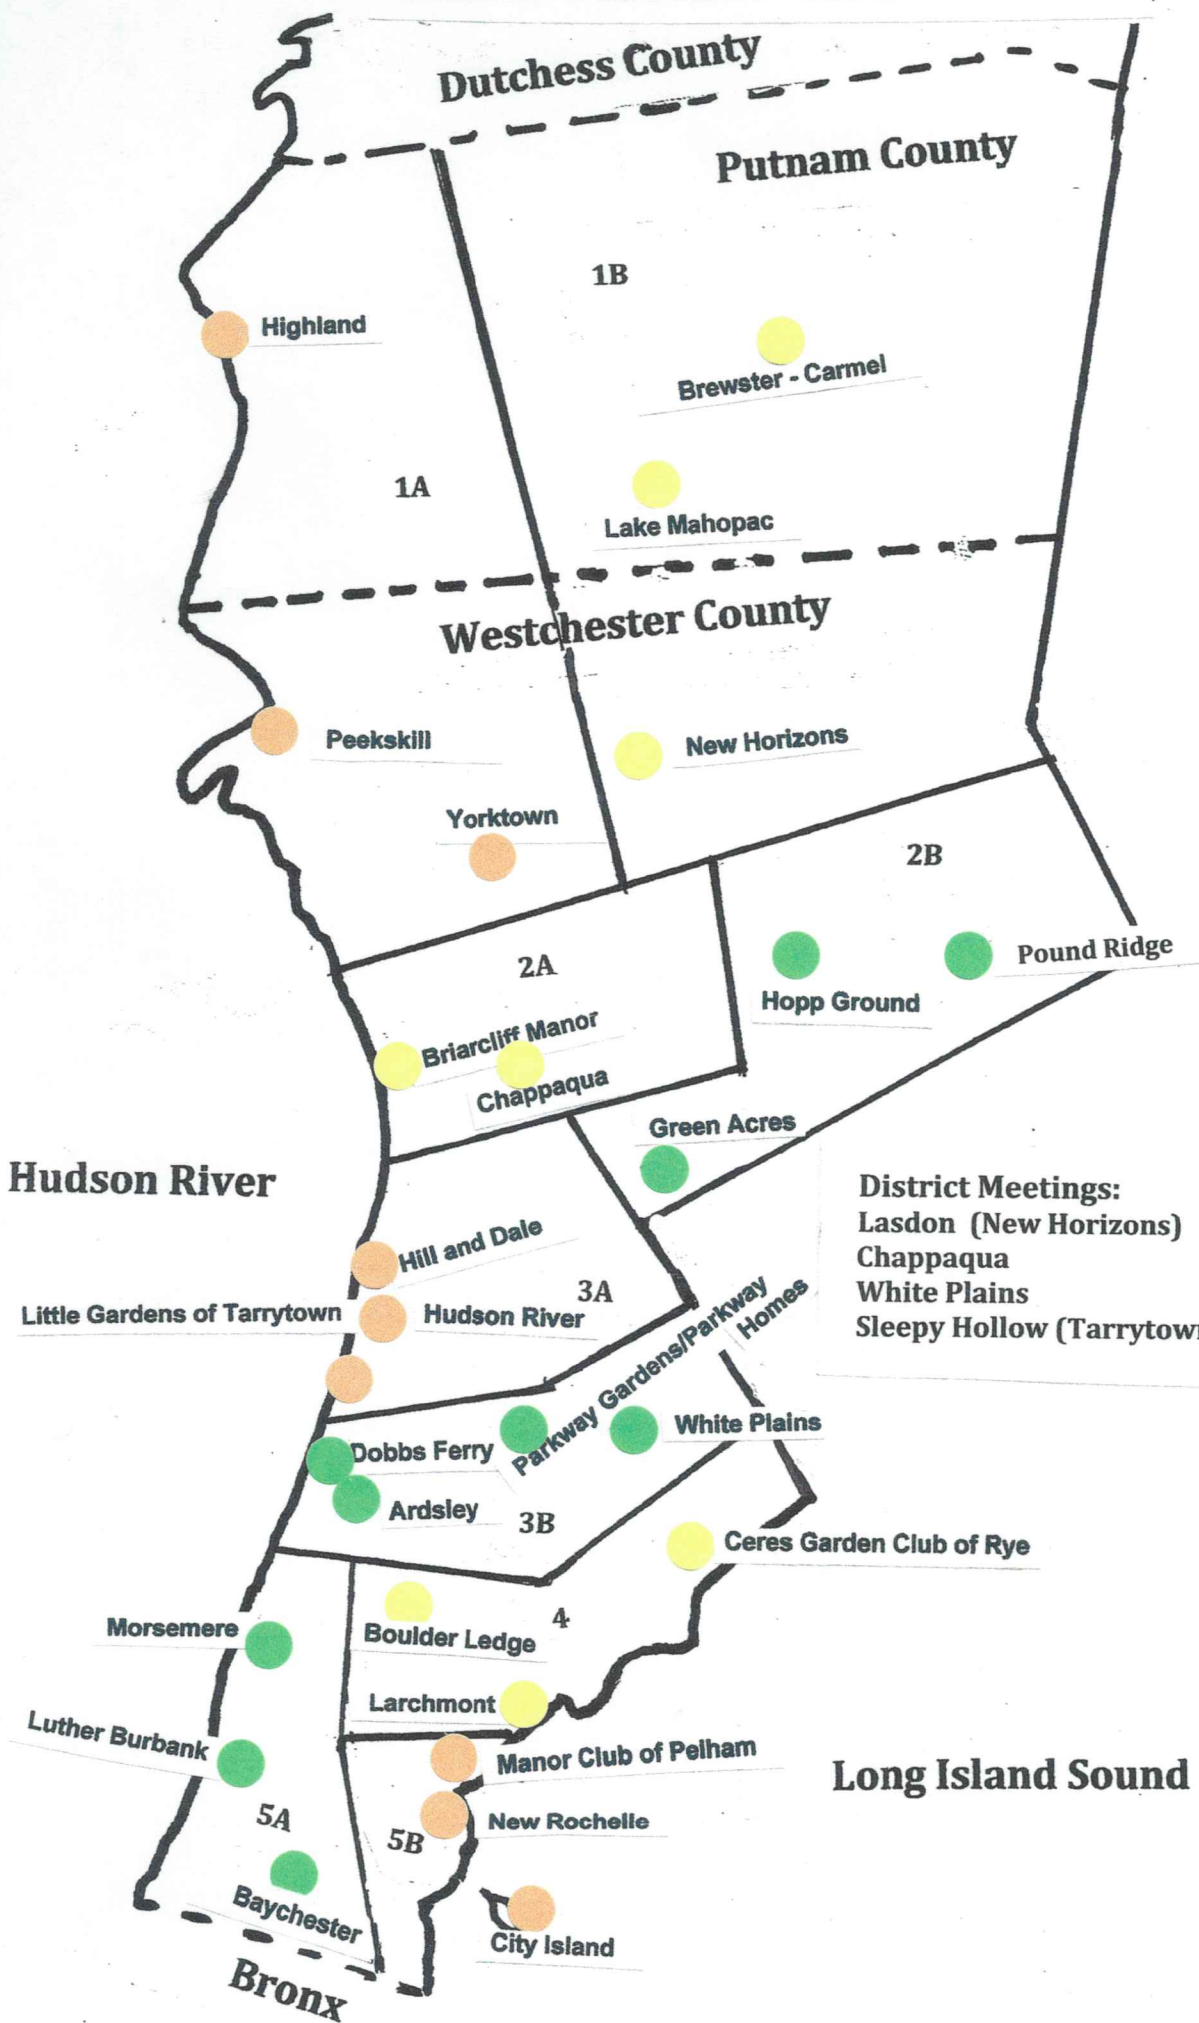 Dutchess County
Putnam County
1B
Highland
Brewster - Carmel
1A
Lake Mahopac
Westchester County
Peekskill
New Horizons
Yorktown
2B
2A
Pound Ridge
Hopp Ground
Briarcliff Manor
Chappaqua
Green Acres
Hudson River
District Meetings:
Lasdon (New Horizons)
Chappaqua
White Plains
Sleepy Hollow (Tarrytown
Hill and Dale
3A
Little Gardens of Tarrytown
Hudson River
Parkway Gardens/Parkway
Homes
White Plains
Dobbs Ferry
Ardsley
3B
Ceres Garden Club of Rye
4
Morsemere
Boulder Ledge
Larchmont
Luther Burbank
Manor Club of Pelham
Long Island Sound
5A
5B
New Rochelle
Baychester
City Island
Bronx